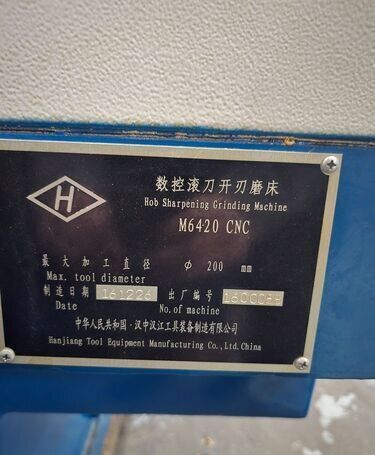 H
数控滚刀开刃磨床
Hob Sharpening Grinding Machine
M6420 CNC
最大加工直径 φ 200 mm
Max. tool diameter
制造日期 161226 出厂编号
Date No. of machine
中华人民共和国·汉中汉江工具装备制造有限公司
Hanjiang Tool Equipment Manufacturing Co., Ltd. China